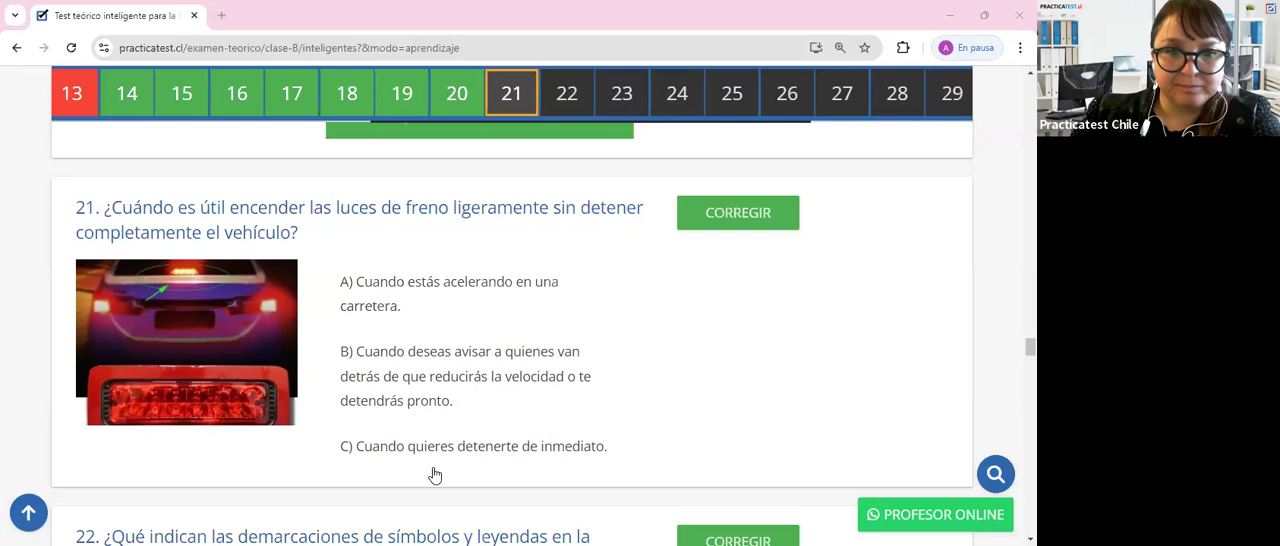 Test teórico inteligente para la
practicatest.cl/examen-teorico/clase-B/inteligentes?&modo=aprendizaje
A
En pausa
PRACTICATEST.cl
Practicatest Chile
13 14 15 16 17 18 19 20 21 22 23 24 25 26 27 28 29
21. ¿Cuándo es útil encender las luces de freno ligeramente sin detener
completamente el vehículo?
CORREGIR
A) Cuando estás acelerando en una
carretera.
B) Cuando deseas avisar a quienes van
detrás de que reducirás la velocidad o te
detendrás pronto.
C) Cuando quieres detenerte de inmediato.
PROFESOR ONLINE
22. ¿Qué indican las demarcaciones de símbolos y leyendas en la
CORREGIR